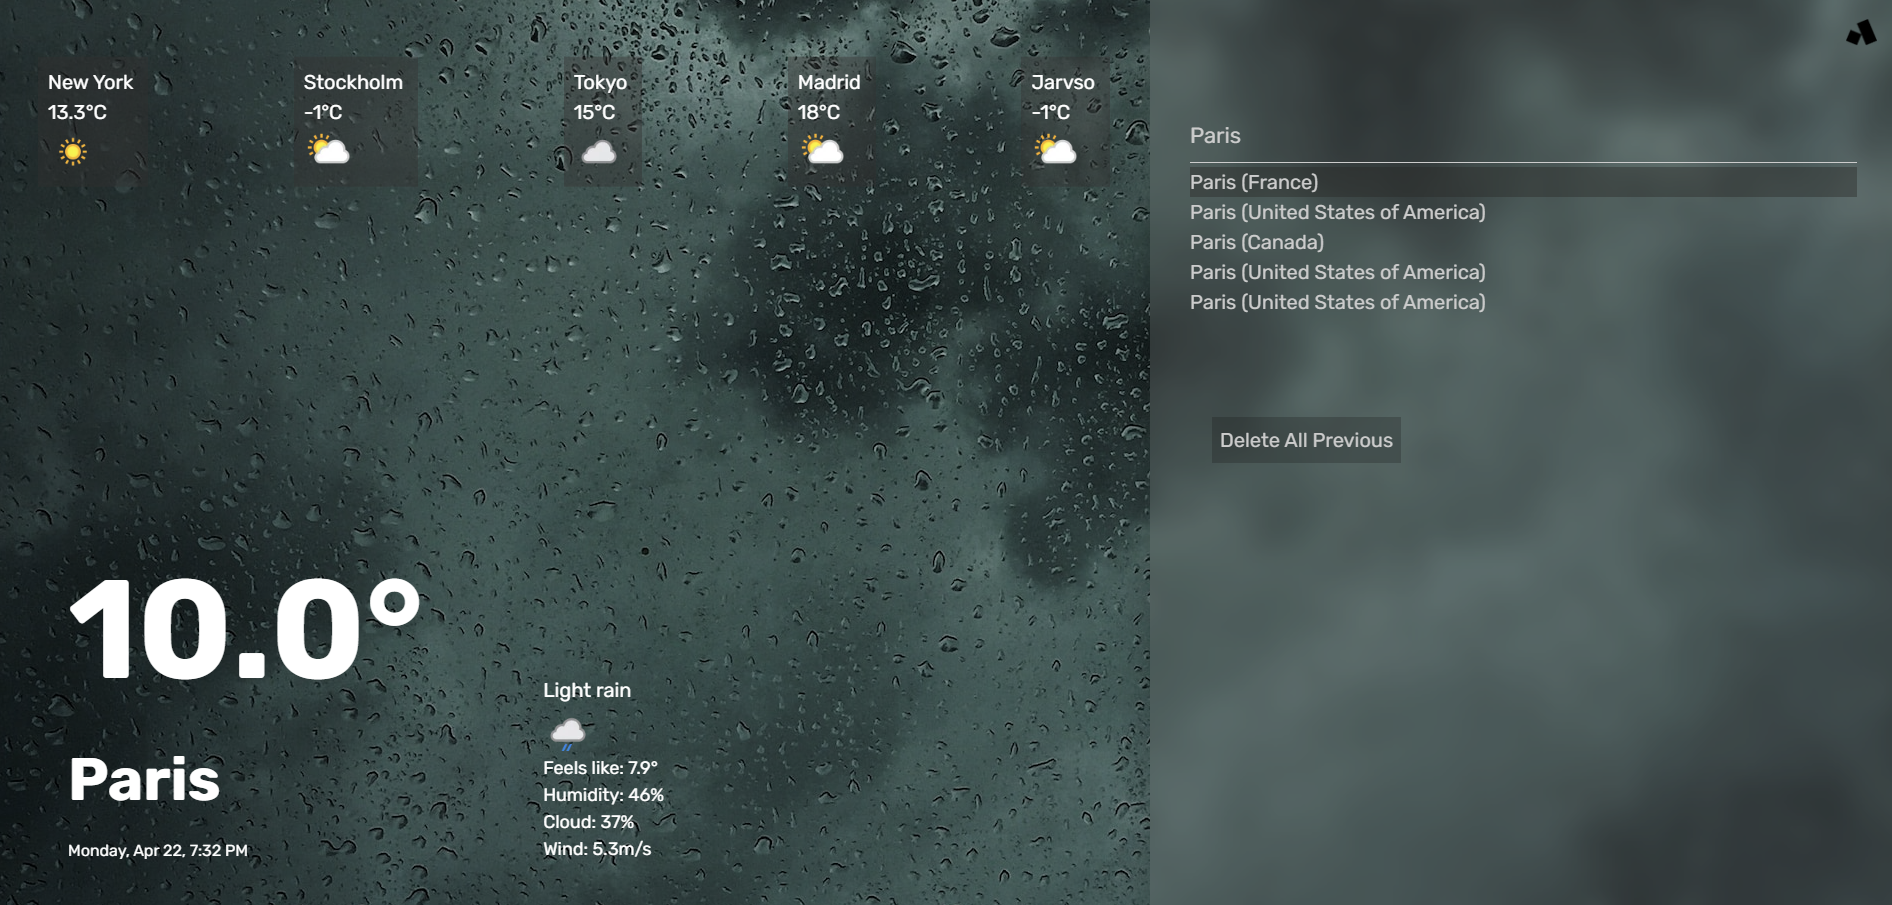 New York
13.3°C
Stockholm
-1°C
Tokyo
15°C
Madrid
18°C
Jarvso
-1°C
10.0°
Paris
Monday, Apr 22, 7:32 PM
Light rain
Feels like: 7.9°
Humidity: 46%
Cloud: 37%
Wind: 5.3m/s
Paris
Paris (France)
Paris (United States of America)
Paris (Canada)
Paris (United States of America)
Paris (United States of America)
Delete All Previous